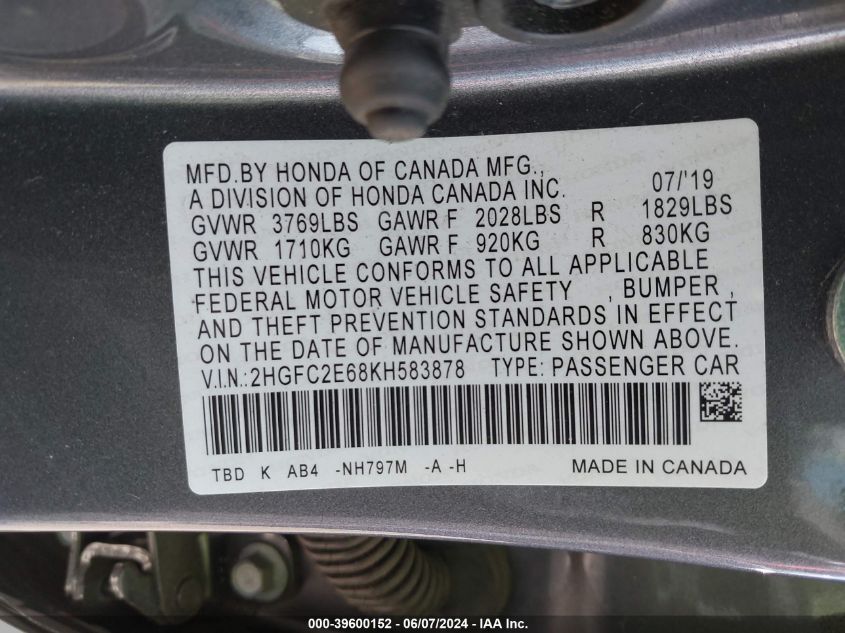 MFD.BY HONDA OF CANADA MFG.,
A DIVISION OF HONDA CANADA INC. 07/'19
GVWR 3769LBS GAWR F 2028LBS R 1829LBS
GVWR 1710KG GAWR F 920KG R 830KG
THIS VEHICLE CONFORMS TO ALL APPLICABLE
FEDERAL MOTOR VEHICLE SAFETY , BUMPER ,
AND THEFT PREVENTION STANDARDS IN EFFECT
ON THE DATE OF MANUFACTURE SHOWN ABOVE.
V.I.N.:2HGFC2E68KH583878 TYPE: PASSENGER CAR
TBD K AB4 -NH797M -A -H MADE IN CANADA
000-39600152 - 06/07/2024 - IAA Inc.